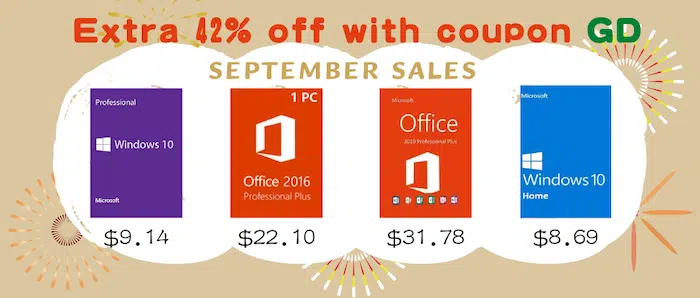 Extra 42% off with coupon GD
SEPTEMBER SALES
Professional
Windows 10
Microsoft
$9.14
1 PC
Office 2016
Professional Plus
$22.10
Microsoft
Office
2019 Professional Plus
$31.78
Microsoft
Windows 10
Home
$8.69